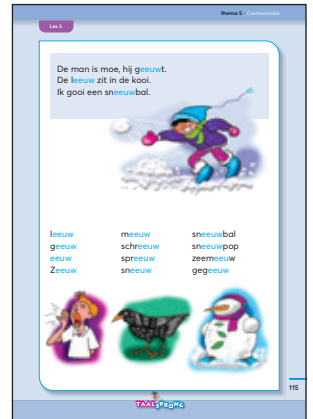 thema 5 - Communicatie
Les 3
De man is moe, hij geeuwt.
De leeuw zit in de kooi.
Ik gooi een sneeuwbal.
leeuw meeuw sneeuwbal
geeuw schreeuw sneeuwpop
eeuw spreeuw zeemeeuw
Zeeuw sneeuw gegeeuw
115
TAALSPRONG